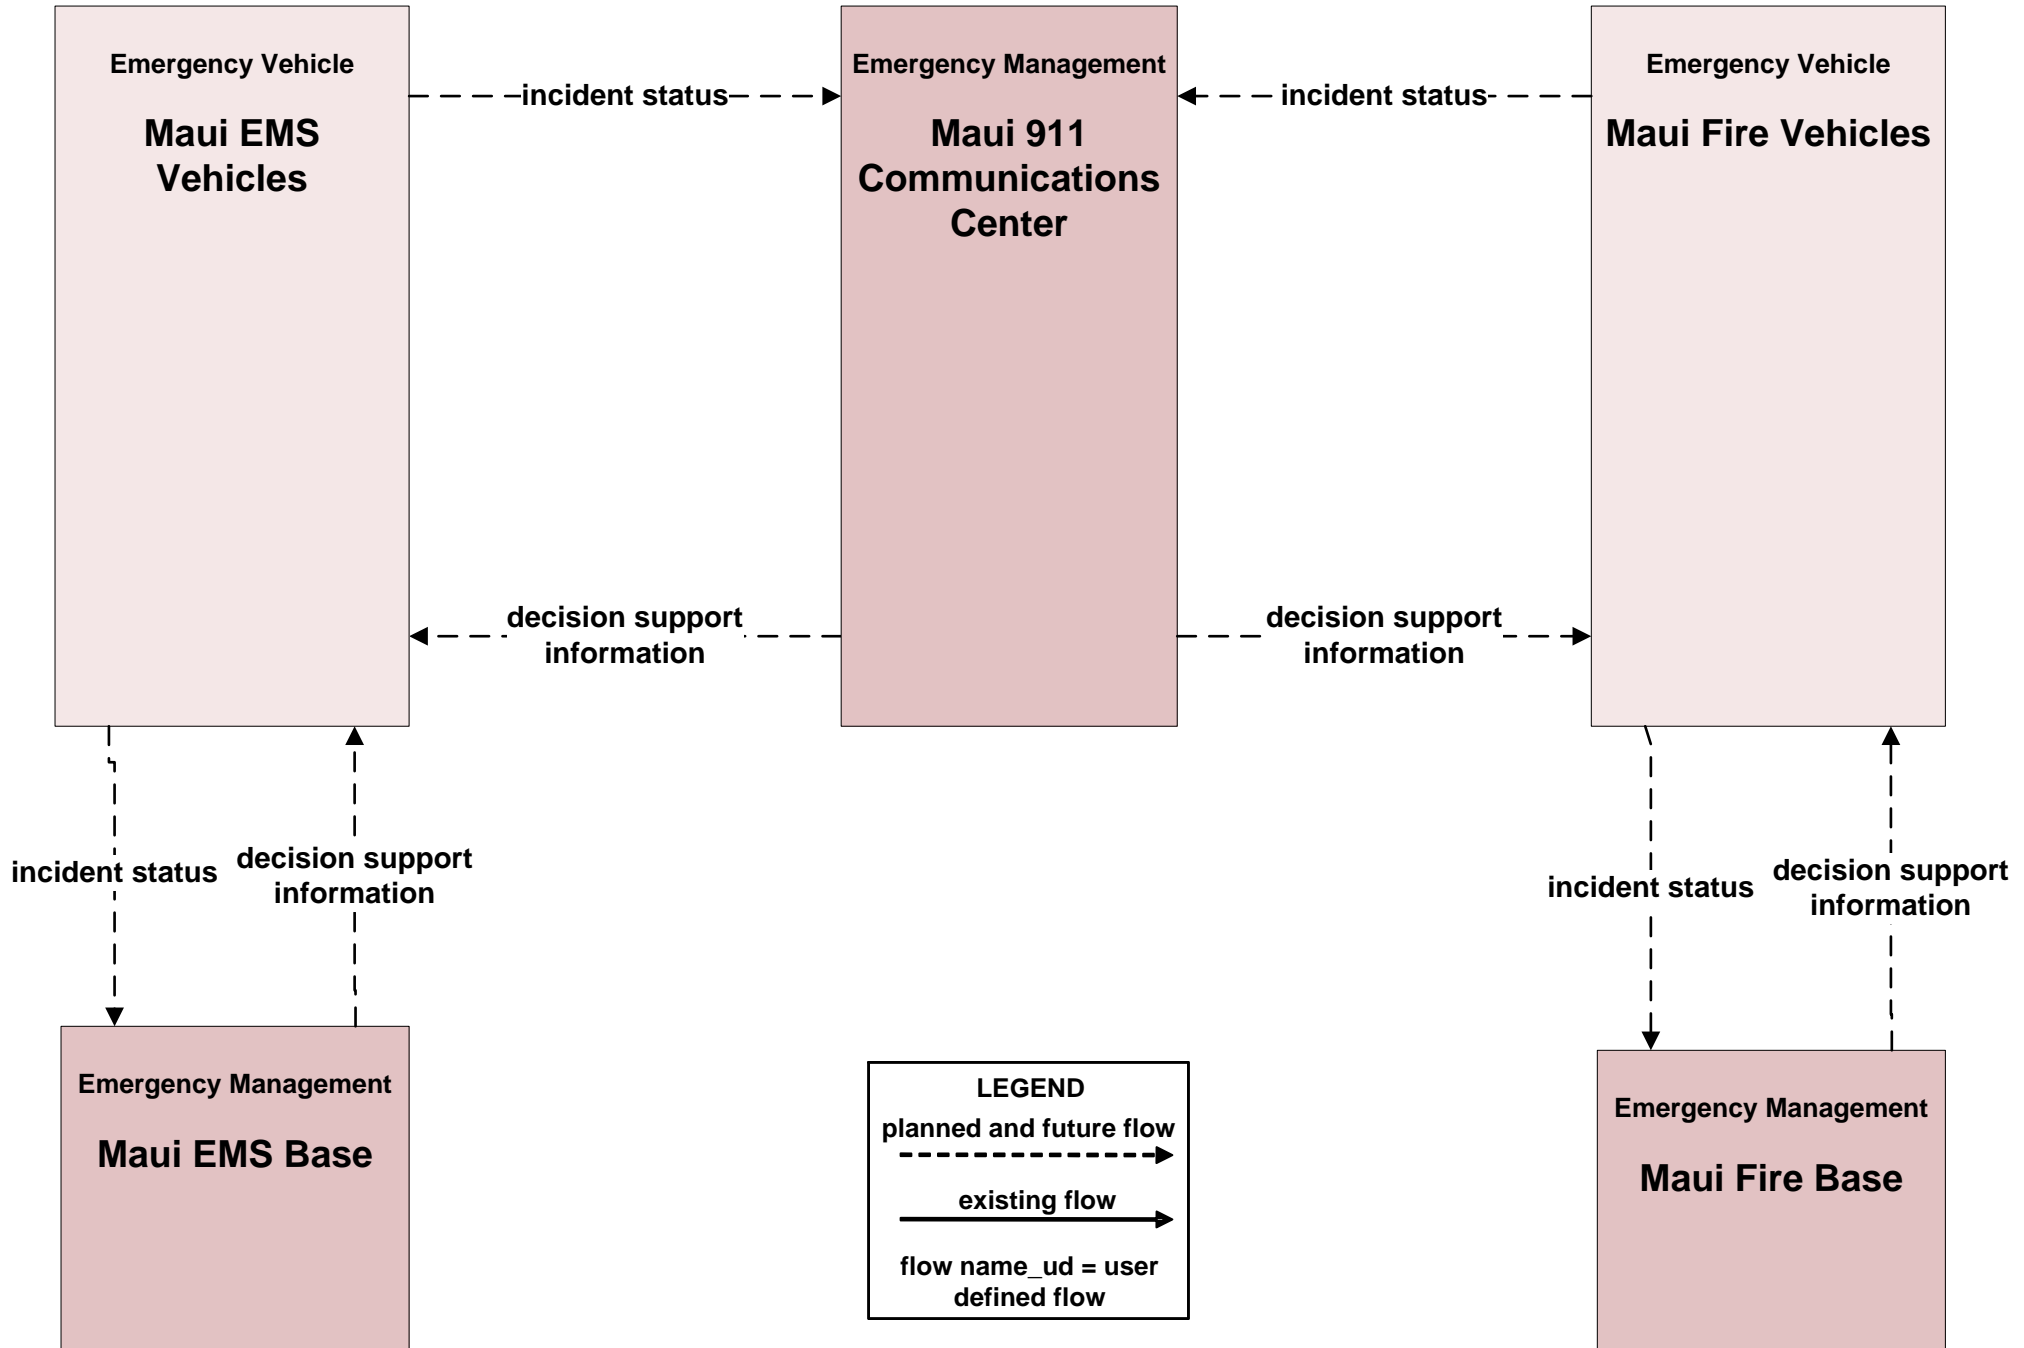 Emergency Vehicle
Maui EMS
Vehicles
incident status
Emergency Management
Maui 911
Communications
Center
incident status
Emergency Vehicle
Maui Fire Vehicles
decision support
information
decision support
information
incident status
decision support
information
incident status
decision support
information
Emergency Management
Maui EMS Base
LEGEND
planned and future flow
existing flow
flow name_ud = user
defined flow
Emergency Management
Maui Fire Base